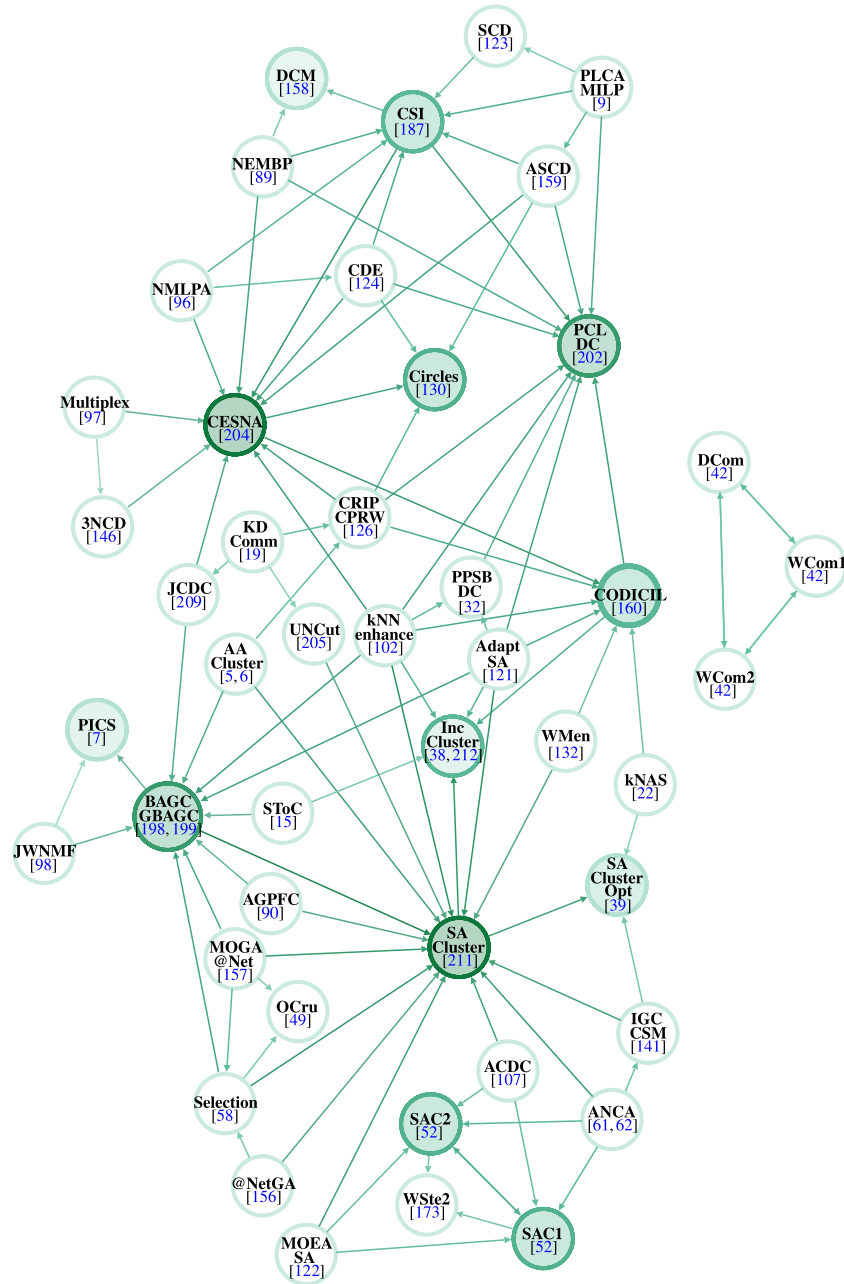 SCD
[123]
PLCA
MILP
[9]
DCM
[158]
CSI
[187]
NEMBP
[89]
ASCD
[159]
CDE
[124]
NMLPA
[96]
PCL
DC
[202]
Circles
[130]
Multiplex
[97]
CESNA
[204]
DCom
[42]
3NCD
[146]
CRIP
CPRW
[126]
KD
Comm
[19]
WCom1
[42]
JCDC
[209]
PPSB
DC
[32]
CODICIL
[160]
UNCut
[205]
kNN
enhance
[102]
AA
Cluster
[5, 6]
Adapt
SA
[121]
WCom2
[42]
PICS
[7]
Inc
Cluster
[38, 212]
WMen
[132]
kNAS
[22]
BAGC
GBAGC
[198, 199]
SToC
[15]
JWNMF
[98]
SA
Cluster
Opt
[39]
AGPFC
[90]
SA
Cluster
[211]
MOGA
@Net
[157]
OCru
[49]
IGC
CSM
[141]
ACDC
[107]
Selection
[58]
SAC2
[52]
ANCA
[61, 62]
@NetGA
[156]
WSte2
[173]
SAC1
[52]
MOEA
SA
[122]